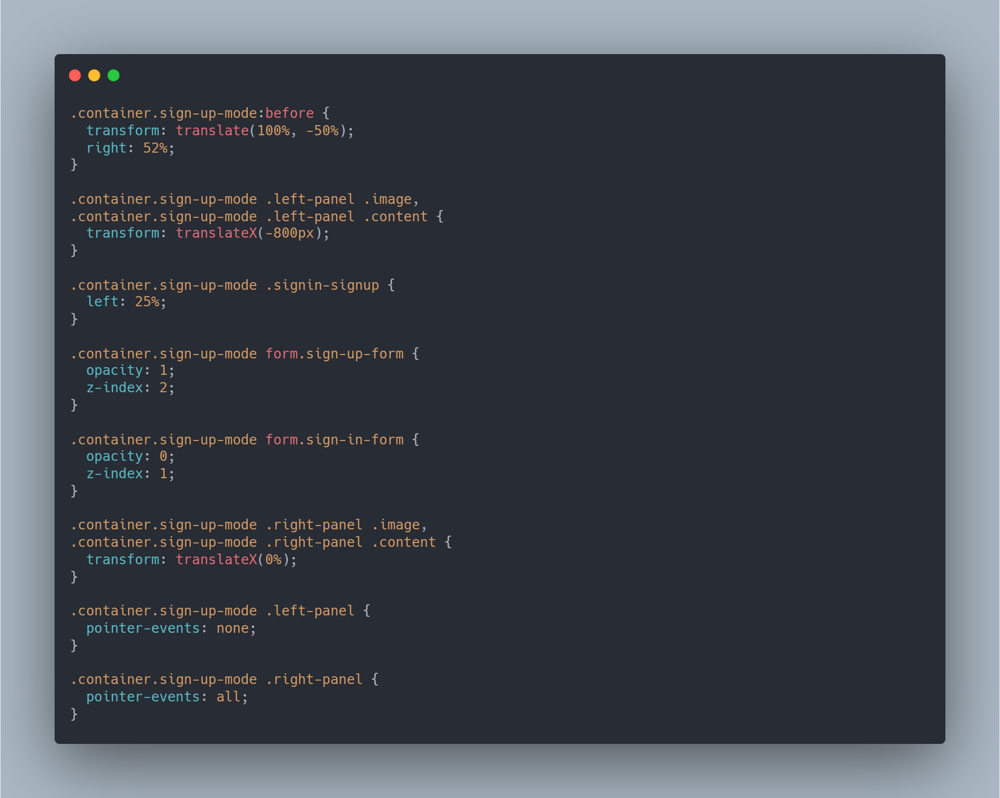 .container.sign-up-mode:before {
  transform: translate(100%, -50%);
  right: 52%;
}

.container.sign-up-mode .left-panel .image,
.container.sign-up-mode .left-panel .content {
  transform: translateX(-800px);
}

.container.sign-up-mode .signin-signup {
  left: 25%;
}

.container.sign-up-mode form.sign-up-form {
  opacity: 1;
  z-index: 2;
}

.container.sign-up-mode form.sign-in-form {
  opacity: 0;
  z-index: 1;
}

.container.sign-up-mode .right-panel .image,
.container.sign-up-mode .right-panel .content {
  transform: translateX(0%);
}

.container.sign-up-mode .left-panel {
  pointer-events: none;
}

.container.sign-up-mode .right-panel {
  pointer-events: all;
}